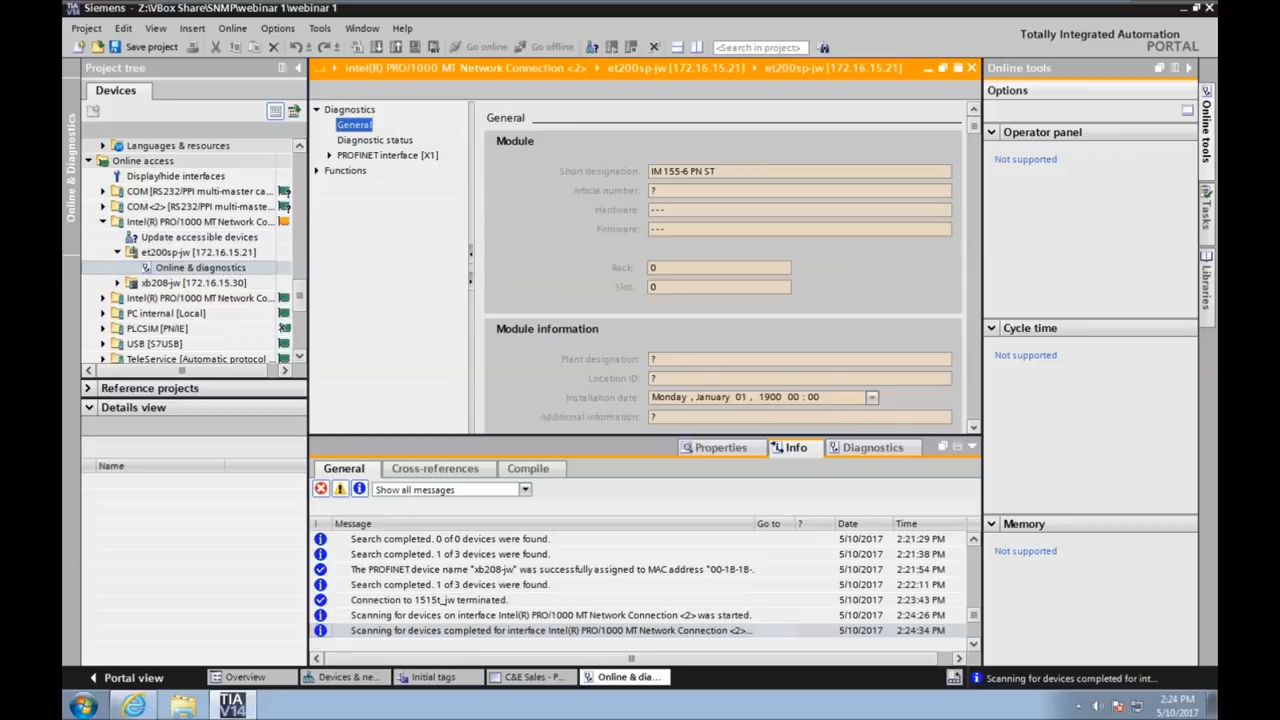 TIA V14 Siemens - Z:\VBox Share\SNMP\webinar 1\webinar 1
Project Edit View Insert Online Options Tools Window Help
Totally Integrated Automation
PORTAL
Save project Go online Go offline <Search in project>
Project tree
Devices
Languages & resources
Online access
Display/hide interfaces
COM [RS232/PPI multi-master ca...
COM <2> [RS232/PPI multi-master c...
Intel(R) PRO/1000 MT Network Co...
Update accessible devices
et200sp-jw [172.16.15.21]
Online & diagnostics
xb208-jw [172.16.15.30]
Intel(R) PRO/1000 MT Network Co...
PC internal [Local]
PLCSIM [PN/IE]
USB [S7USB]
TeleService [Automatic protocol ...
Reference projects
Details view
Name
Online & Diagnostics
... intel(R) PRO/1000 MT Network Connection <2> et200sp-jw [172.16.15.21] et200sp-jw [172.16.15.21]
Diagnostics
General
Diagnostic status
PROFINET interface [X1]
Functions
General
Module
Short designation: IM 155-6 PN ST
Article number: ?
Hardware: ---
Firmware: ---
Rack: 0
Slot: 0
Module information
Plant designation: ?
Location ID: ?
Installation date: Monday , January 01 , 1900 00 : 00
Additional information: ?
Properties Info Diagnostics
General Cross-references Compile
Show all messages
! Message Go to ? Date Time
Search completed. 0 of 0 devices were found. 5/10/2017 2:21:29 PM
Search completed. 1 of 3 devices were found. 5/10/2017 2:21:38 PM
The PROFINET device name "xb208-jw" was successfully assigned to MAC address "00-1B-1B-. 5/10/2017 2:21:54 PM
Search completed. 1 of 3 devices were found. 5/10/2017 2:22:11 PM
Connection to 1515t_jw terminated. 5/10/2017 2:23:43 PM
Scanning for devices on interface Intel(R) PRO/1000 MT Network Connection <2> was started. 5/10/2017 2:24:26 PM
Scanning for devices completed for interface Intel(R) PRO/1000 MT Network Connection <2>... 5/10/2017 2:24:34 PM
Online tools
Options
Operator panel
Not supported
Cycle time
Not supported
Memory
Not supported
Online tools
Tasks
Libraries
Portal view Overview Devices & ne... Initial tags C&E Sales - P... Online & dia... Scanning for devices completed for int...
TIA V14
2:24 PM
5/10/2017